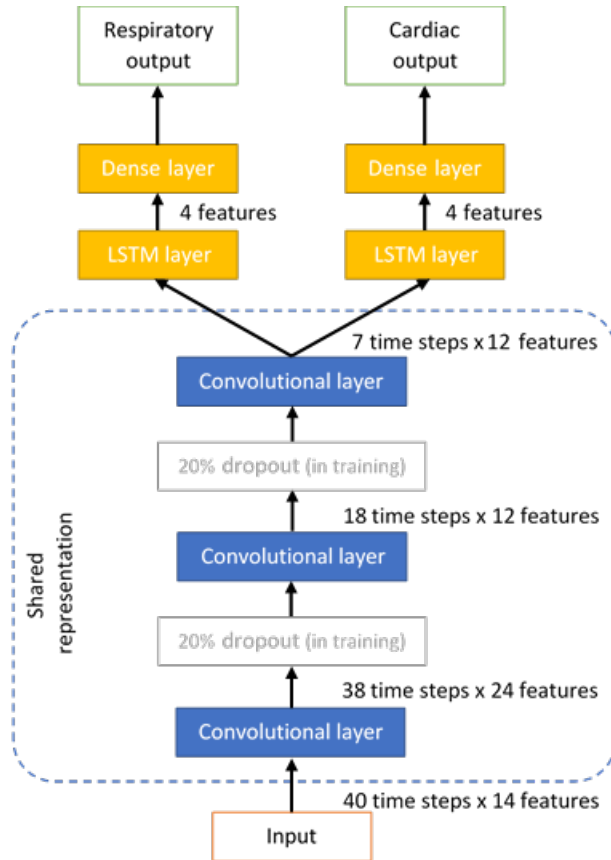 Respiratory
output
Cardiac
output
Dense layer
Dense layer
4 features
4 features
LSTM layer
LSTM layer
7 time steps x 12 features
Convolutional layer
20% dropout (in training)
18 time steps x 12 features
Convolutional layer
Shared
representation
20% dropout (in training)
38 time steps x 24 features
Convolutional layer
40 time steps x 14 features
Input